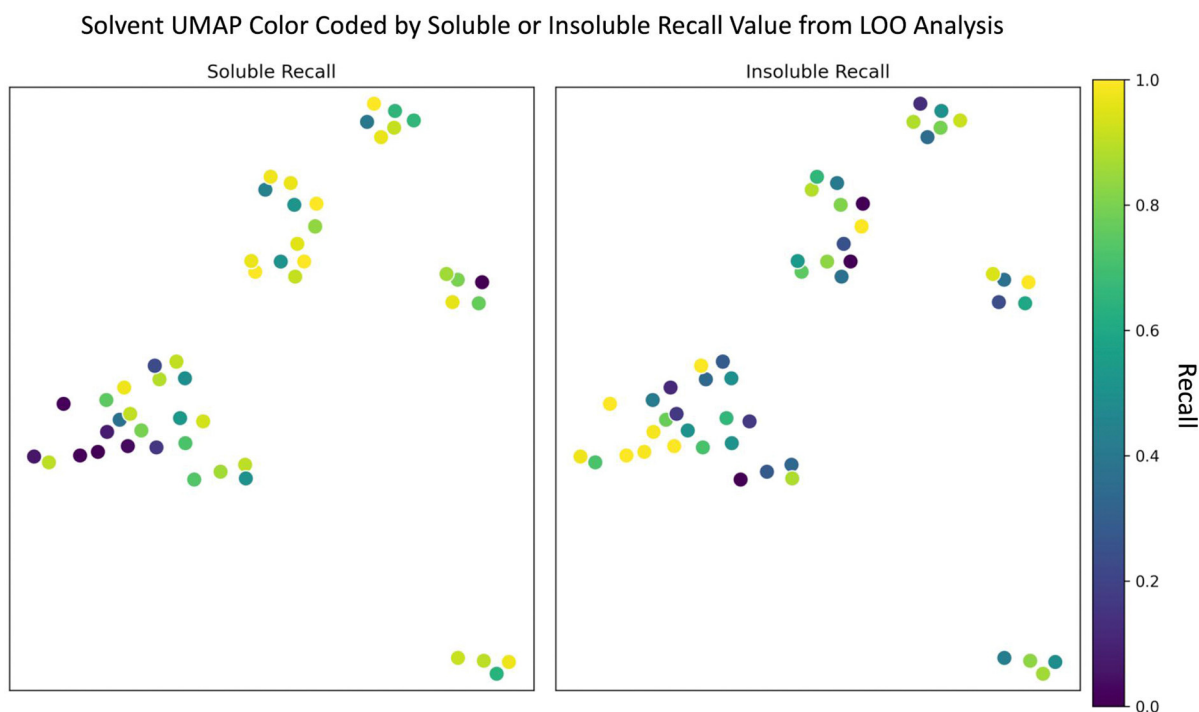 Solvent UMAP Color Coded by Soluble or Insoluble Recall Value from LOO Analysis
Soluble Recall
Insoluble Recall
1.0
0.8
0.6
0.4
0.2
0.0
Recall